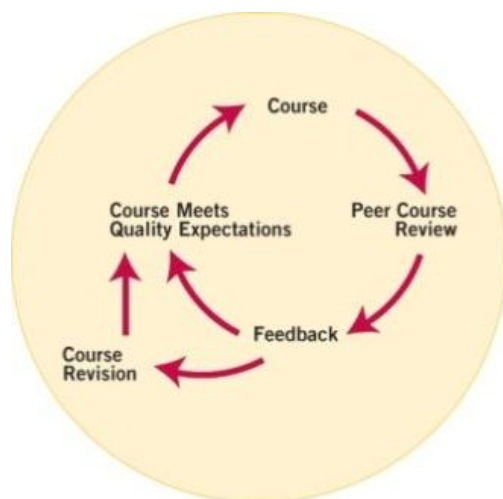 Course
Course Meets
Quality Expectations
Peer Course
Review
Feedback
Course
Revision